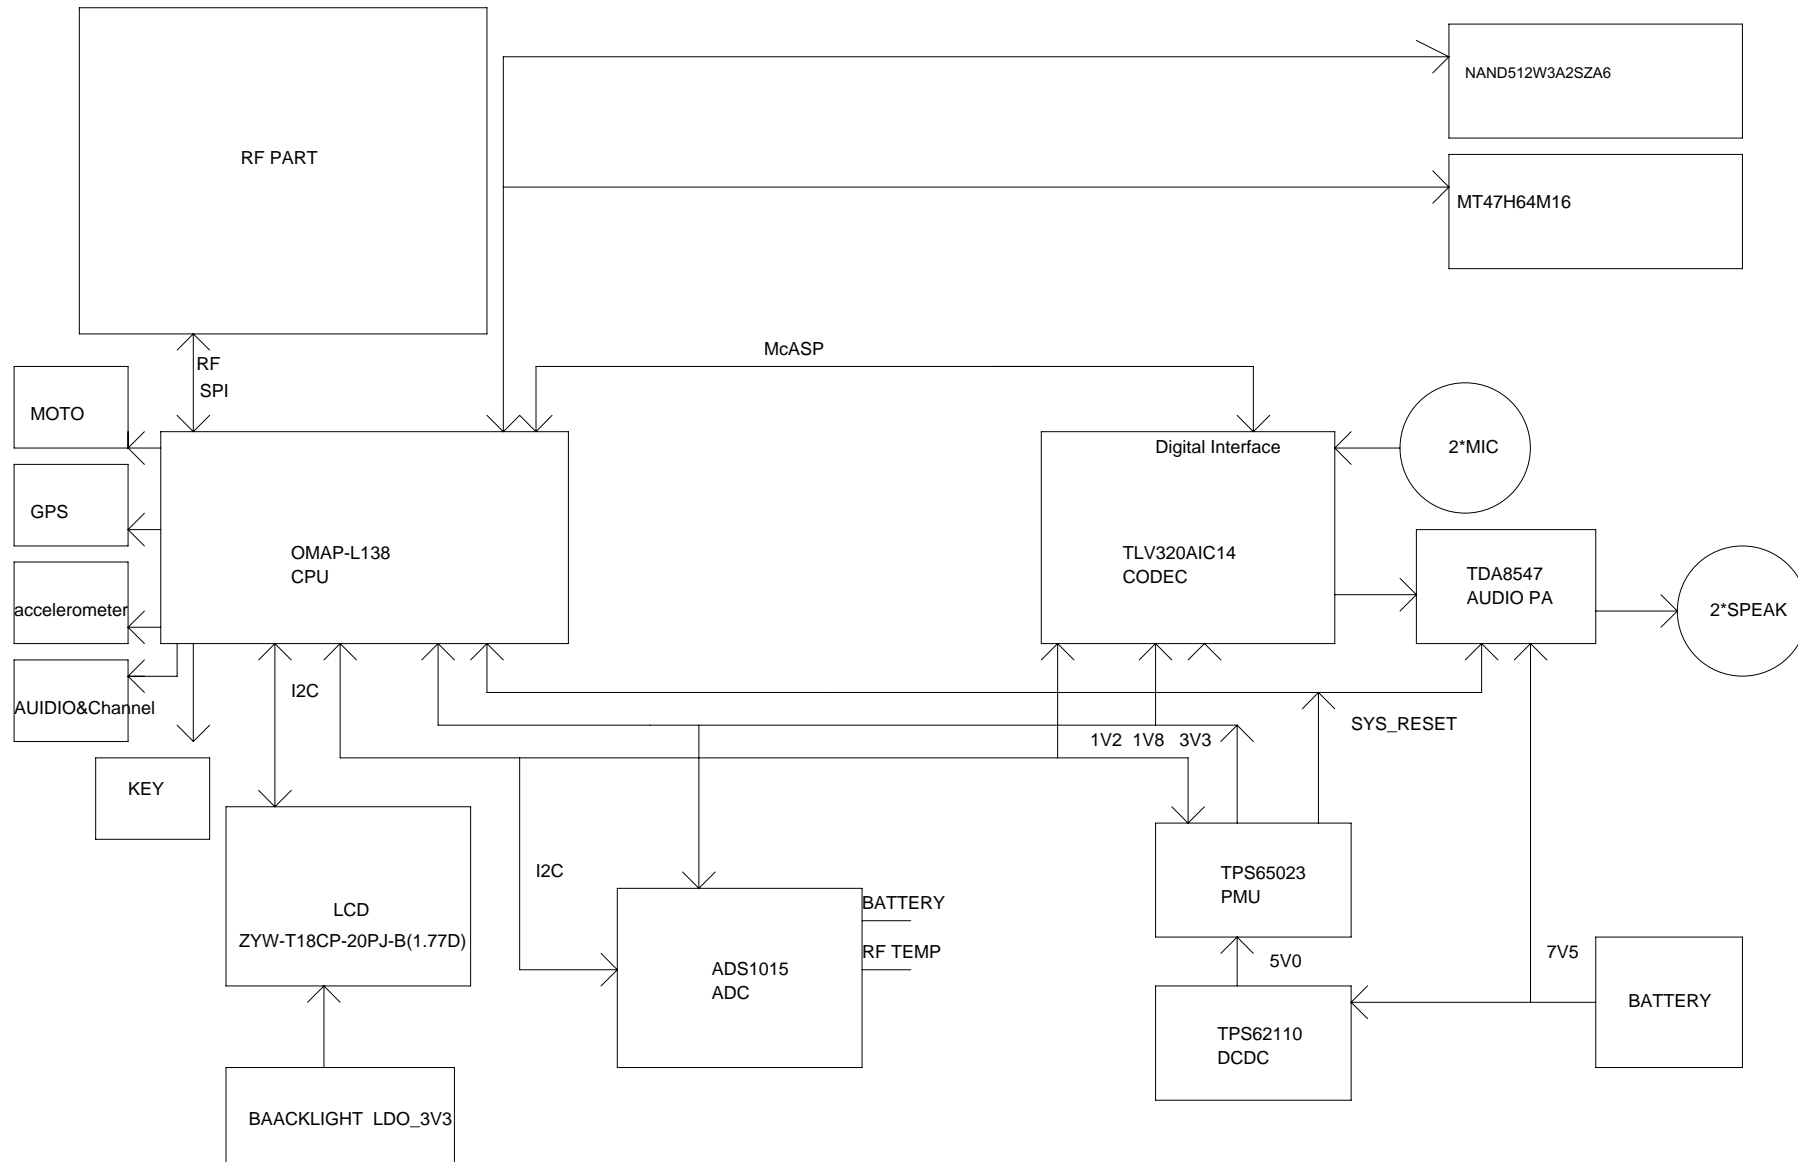 NAND512W3A2SZA6
RF PART
MT47H64M16
McASP
RF
SPI
MOTO
Digital Interface
2*MIC
GPS
OMAP-L138
CPU
TLV320AIC14
CODEC
TDA8547
AUDIO PA
2*SPEAK
accelerometer
I2C
AUIDIO&Channel
SYS_RESET
1V2 1V8 3V3
KEY
I2C
TPS65023
PMU
LCD
ZYW-T18CP-20PJ-B(1.77D)
BATTERY
RF TEMP
ADS1015
ADC
5V0
7V5
BATTERY
TPS62110
DCDC
BAACKLIGHT LDO_3V3